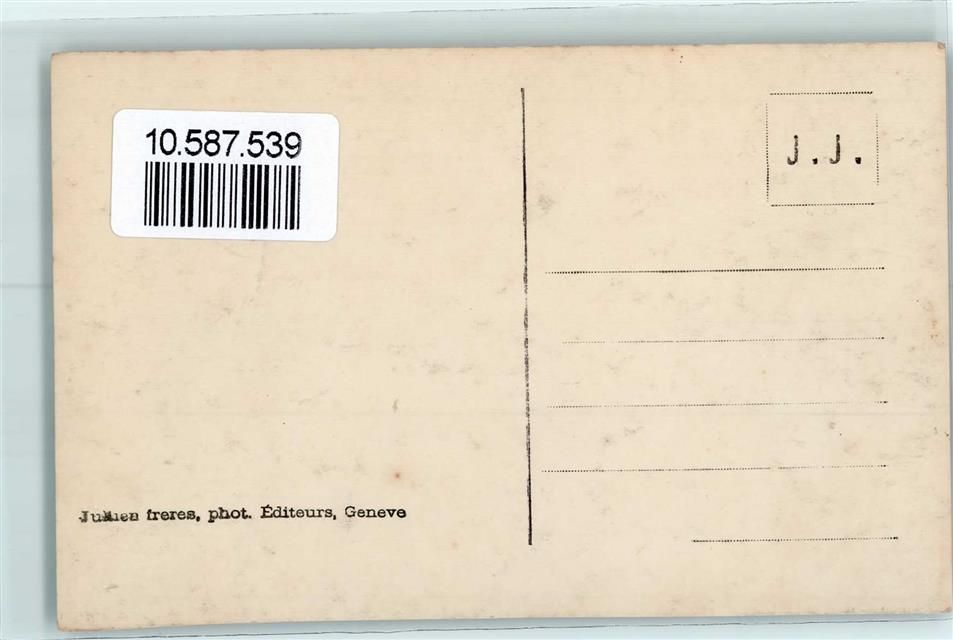 10.587.539
J.J.
Jullien freres, phot. Éditeurs, Geneve